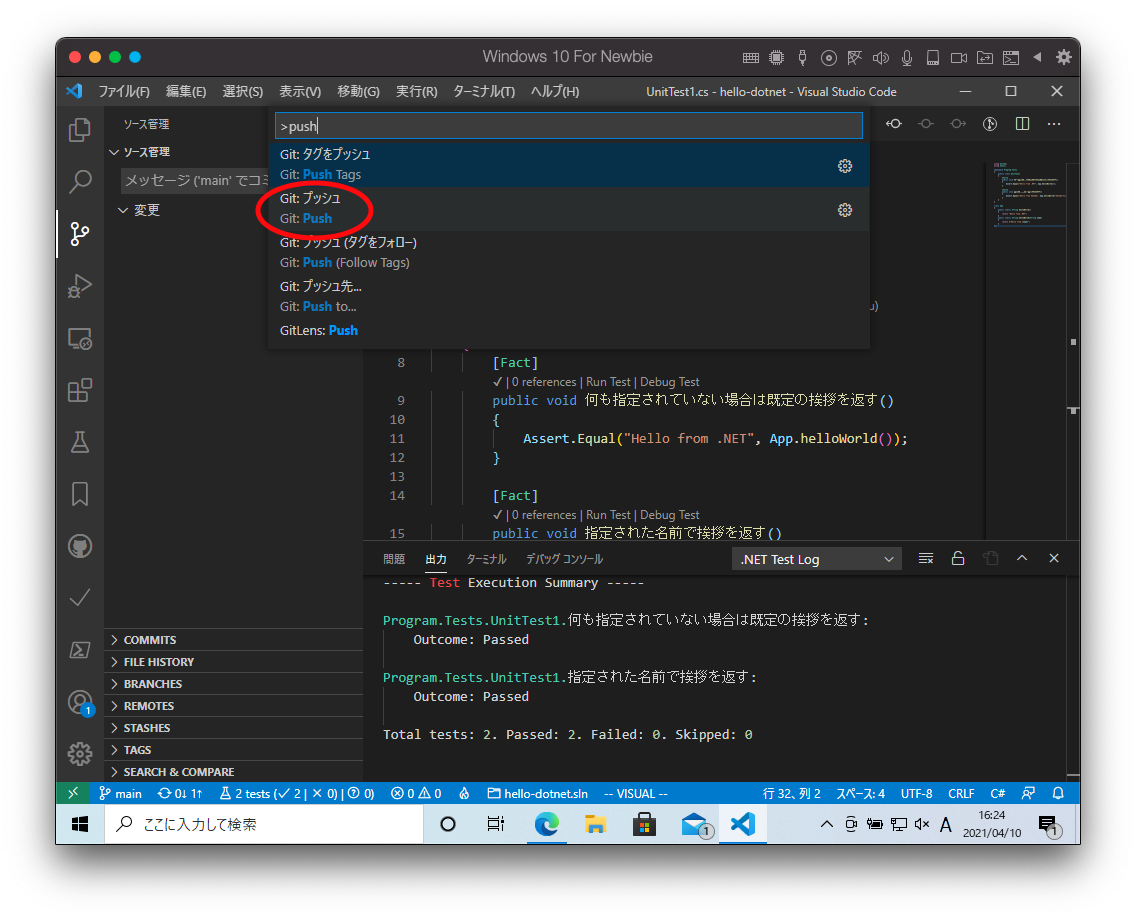 Windows 10 For Newbie
ファイル(F) 編集(E) 選択(S) 表示(V) 移動(G) 実行(R) ターミナル(T) ヘルプ(H) UnitTest1.cs - hello-dotnet - Visual Studio Code
ソース管理
>push
ソース管理
メッセージ ('main' でコミ
変更
Git: タグをプッシュ
Git: Push Tags
Git: プッシュ
Git: Push
Git: プッシュ (タグをフォロー)
Git: Push (Follow Tags)
Git: プッシュ先...
Git: Push to...
GitLens: Push
8 [Fact]
✓ | 0 references | Run Test | Debug Test
9 public void 何も指定されていない場合は既定の挨拶を返す()
10 {
11 Assert.Equal("Hello from .NET", App.helloWorld());
12 }
13
14 [Fact]
✓ | 0 references | Run Test | Debug Test
15 public void 指定された名前で挨拶を返す()
問題 出力 ターミナル デバッグ コンソール .NET Test Log
----- Test Execution Summary -----
Program.Tests.UnitTest1.何も指定されていない場合は既定の挨拶を返す:
Outcome: Passed
Program.Tests.UnitTest1.指定された名前で挨拶を返す:
Outcome: Passed
Total tests: 2. Passed: 2. Failed: 0. Skipped: 0
COMMITS
FILE HISTORY
BRANCHES
REMOTES
STASHES
TAGS
SEARCH & COMPARE
1
main 0↓ 1↑ 2 tests (✓ 2 | ✕ 0) | ? 0) 0 0 hello-dotnet.sln -- VISUAL -- 行 32、列 2 スペース: 4 UTF-8 CRLF C#
ここに入力して検索
1
A
16:24
2021/04/10
1